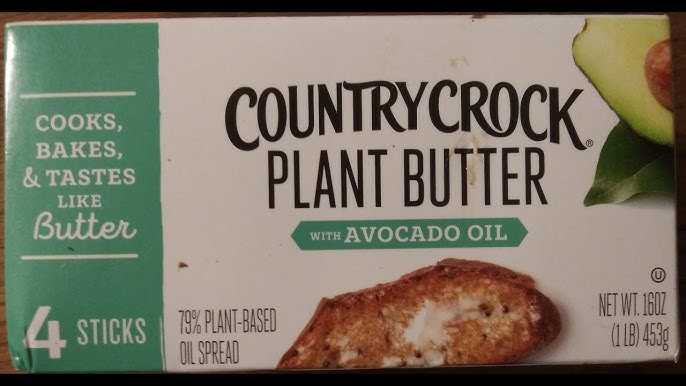 COOKS,
BAKES,
& TASTES
LIKE
Butter
4 STICKS
COUNTRY CROCK®
PLANT BUTTER
WITH AVOCADO OIL
79% PLANT-BASED
OIL SPREAD
U
NET WT. 16OZ
(1 LB) 453g